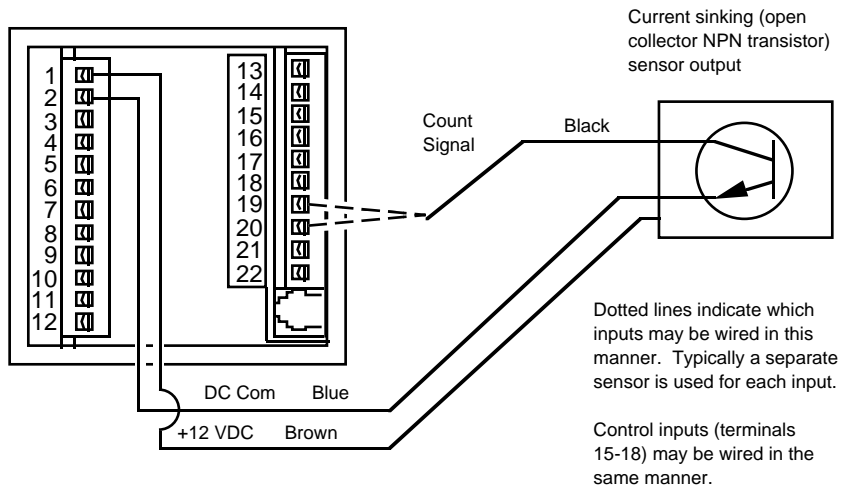 Current sinking (open
collector NPN transistor)
sensor output
1
2
3
4
5
6
7
8
9
10
11
12
13
14
15
16
17
18
19
20
21
22
Count
Signal
Black
DC Com Blue
+12 VDC Brown
Dotted lines indicate which
inputs may be wired in this
manner. Typically a separate
sensor is used for each input.
Control inputs (terminals
15-18) may be wired in the
same manner.